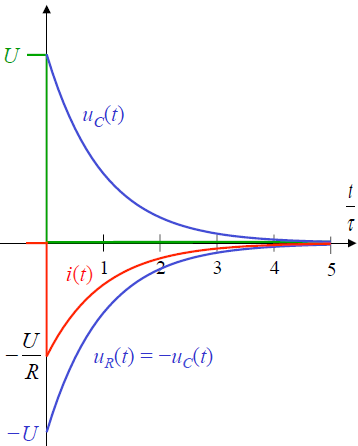 U
u_C(t)
t/τ
1 2 3 4 5
i(t)
−U/R
u_R(t) = −u_C(t)
−U